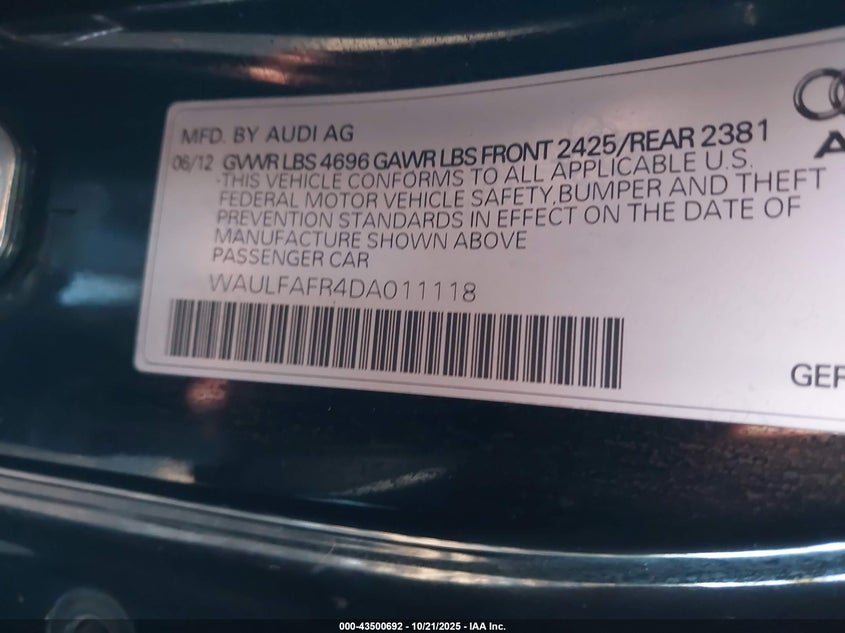 MFD. BY AUDI AG
06/12 GVWR LBS 4696 GAWR LBS FRONT 2425/REAR 2381
-THIS VEHICLE CONFORMS TO ALL APPLICABLE U.S.
FEDERAL MOTOR VEHICLE SAFETY,BUMPER AND THEFT
PREVENTION STANDARDS IN EFFECT ON THE DATE OF
MANUFACTURE SHOWN ABOVE
PASSENGER CAR
WAULFAFR4DA011118
000-43500692 - 10/21/2025 - IAA Inc.